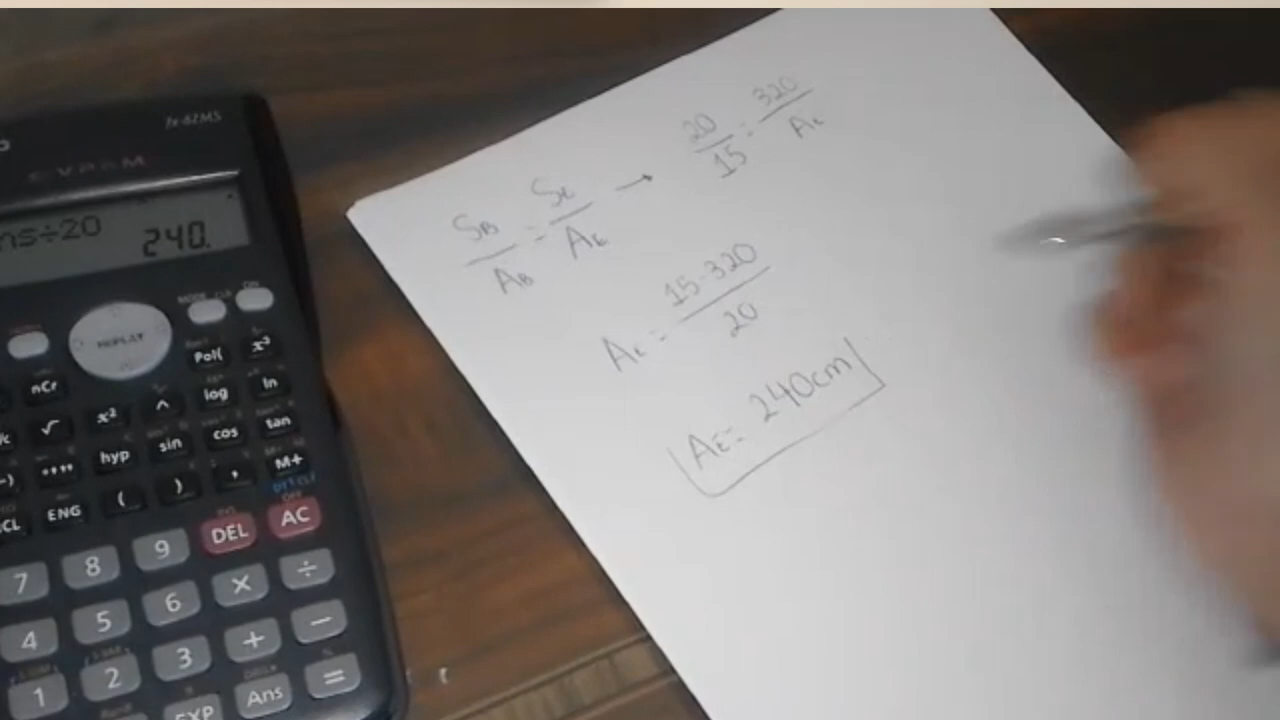 fx-82MS
ns÷20
240.
REPLAY
nCr
Pol(
x³
√
x²
^
log
ln
hyp
sin
cos
tan
ENG
(
)
,
M+
7
8
9
DEL
AC
4
5
6
×
÷
1
2
3
+
−
EXP
Ans
=
S_B/A_B = S_E/A_E → 20/15 = 320/A_E
A_E = 15·320/20
A_E = 240cm